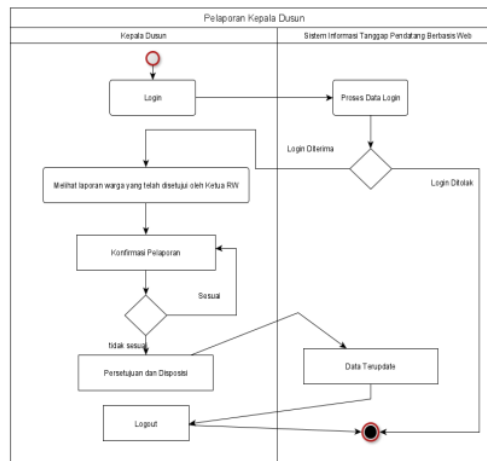 Pelaporan Kepala Dusun
Kepala Dusun
Sistem Informasi Tanggap Pendatang Berbasis Web
Login
Proses Data Login
Login Diterima
Login Ditolak
Melihat laporan warga yang telah disetujui oleh Ketua RW
Konfirmasi Pelaporan
Sesuai
tidak sesuai
Persetujuan dan Disposisi
Data Terupdate
Logout